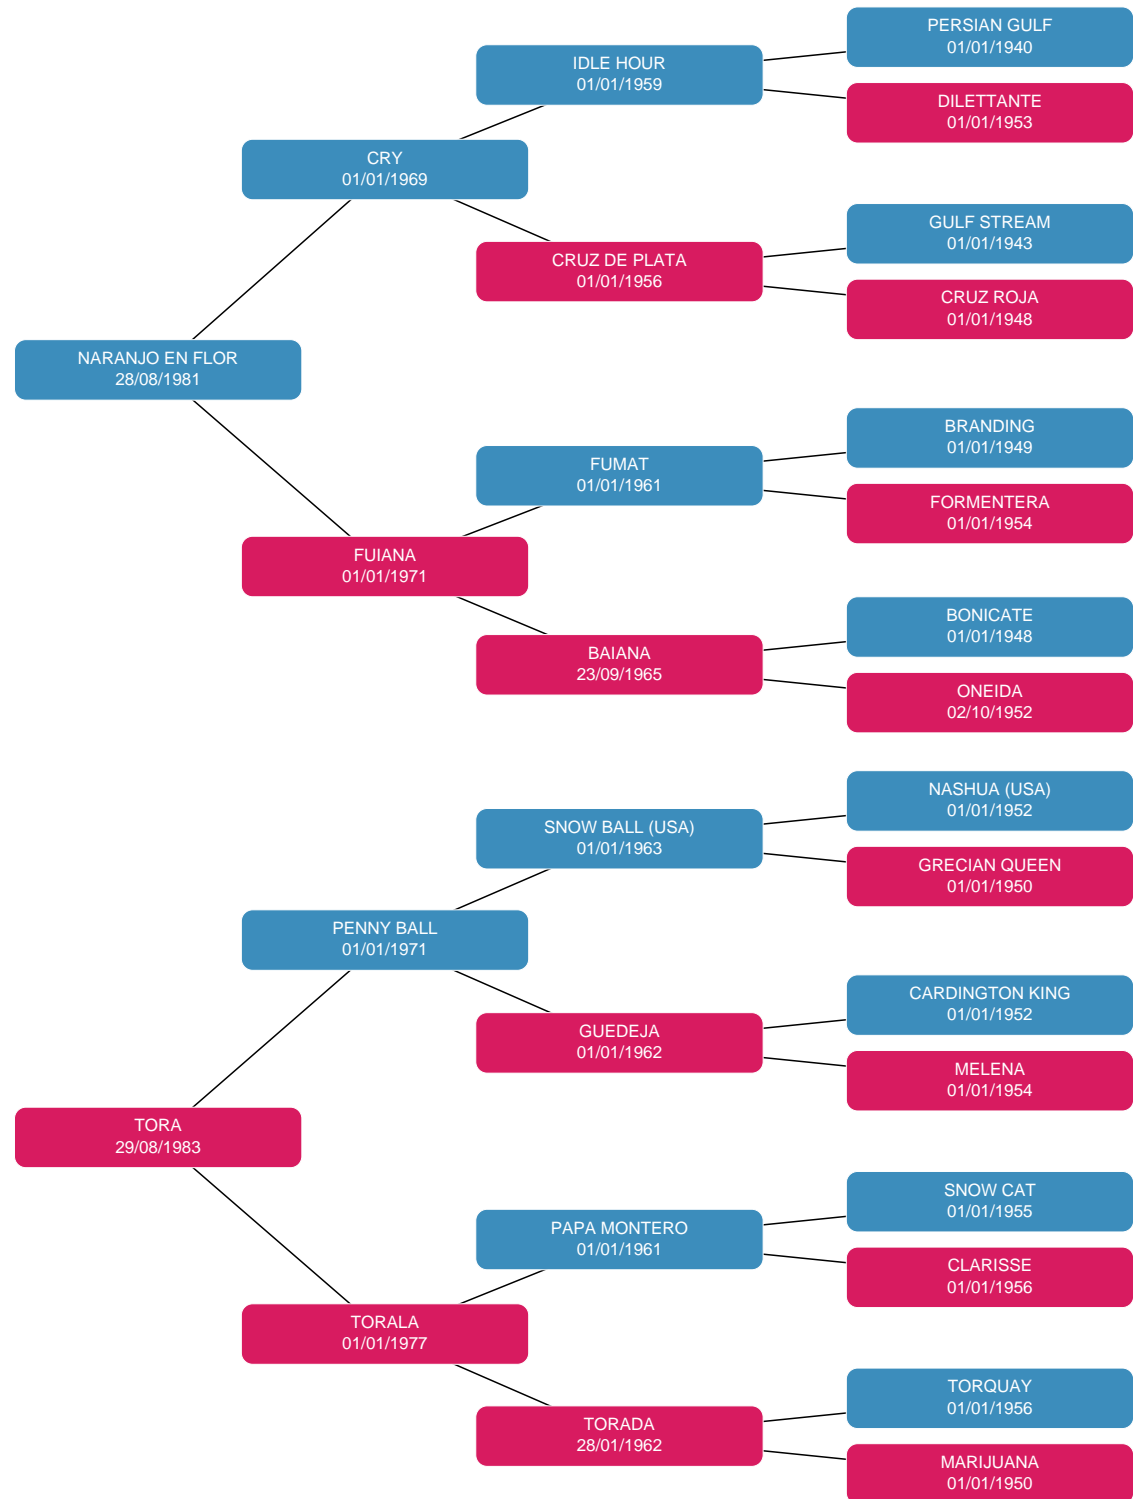 PERSIAN GULF
01/01/1940
IDLE HOUR
01/01/1959
DILETTANTE
01/01/1953
CRY
01/01/1969
GULF STREAM
01/01/1943
CRUZ DE PLATA
01/01/1956
CRUZ ROJA
01/01/1948
NARANJO EN FLOR
28/08/1981
BRANDING
01/01/1949
FUMAT
01/01/1961
FORMENTERA
01/01/1954
FUIANA
01/01/1971
BONICATE
01/01/1948
BAIANA
23/09/1965
ONEIDA
02/10/1952
NASHUA (USA)
01/01/1952
SNOW BALL (USA)
01/01/1963
GRECIAN QUEEN
01/01/1950
PENNY BALL
01/01/1971
CARDINGTON KING
01/01/1952
GUEDEJA
01/01/1962
MELENA
01/01/1954
TORA
29/08/1983
SNOW CAT
01/01/1955
PAPA MONTERO
01/01/1961
CLARISSE
01/01/1956
TORALA
01/01/1977
TORQUAY
01/01/1956
TORADA
28/01/1962
MARIJUANA
01/01/1950